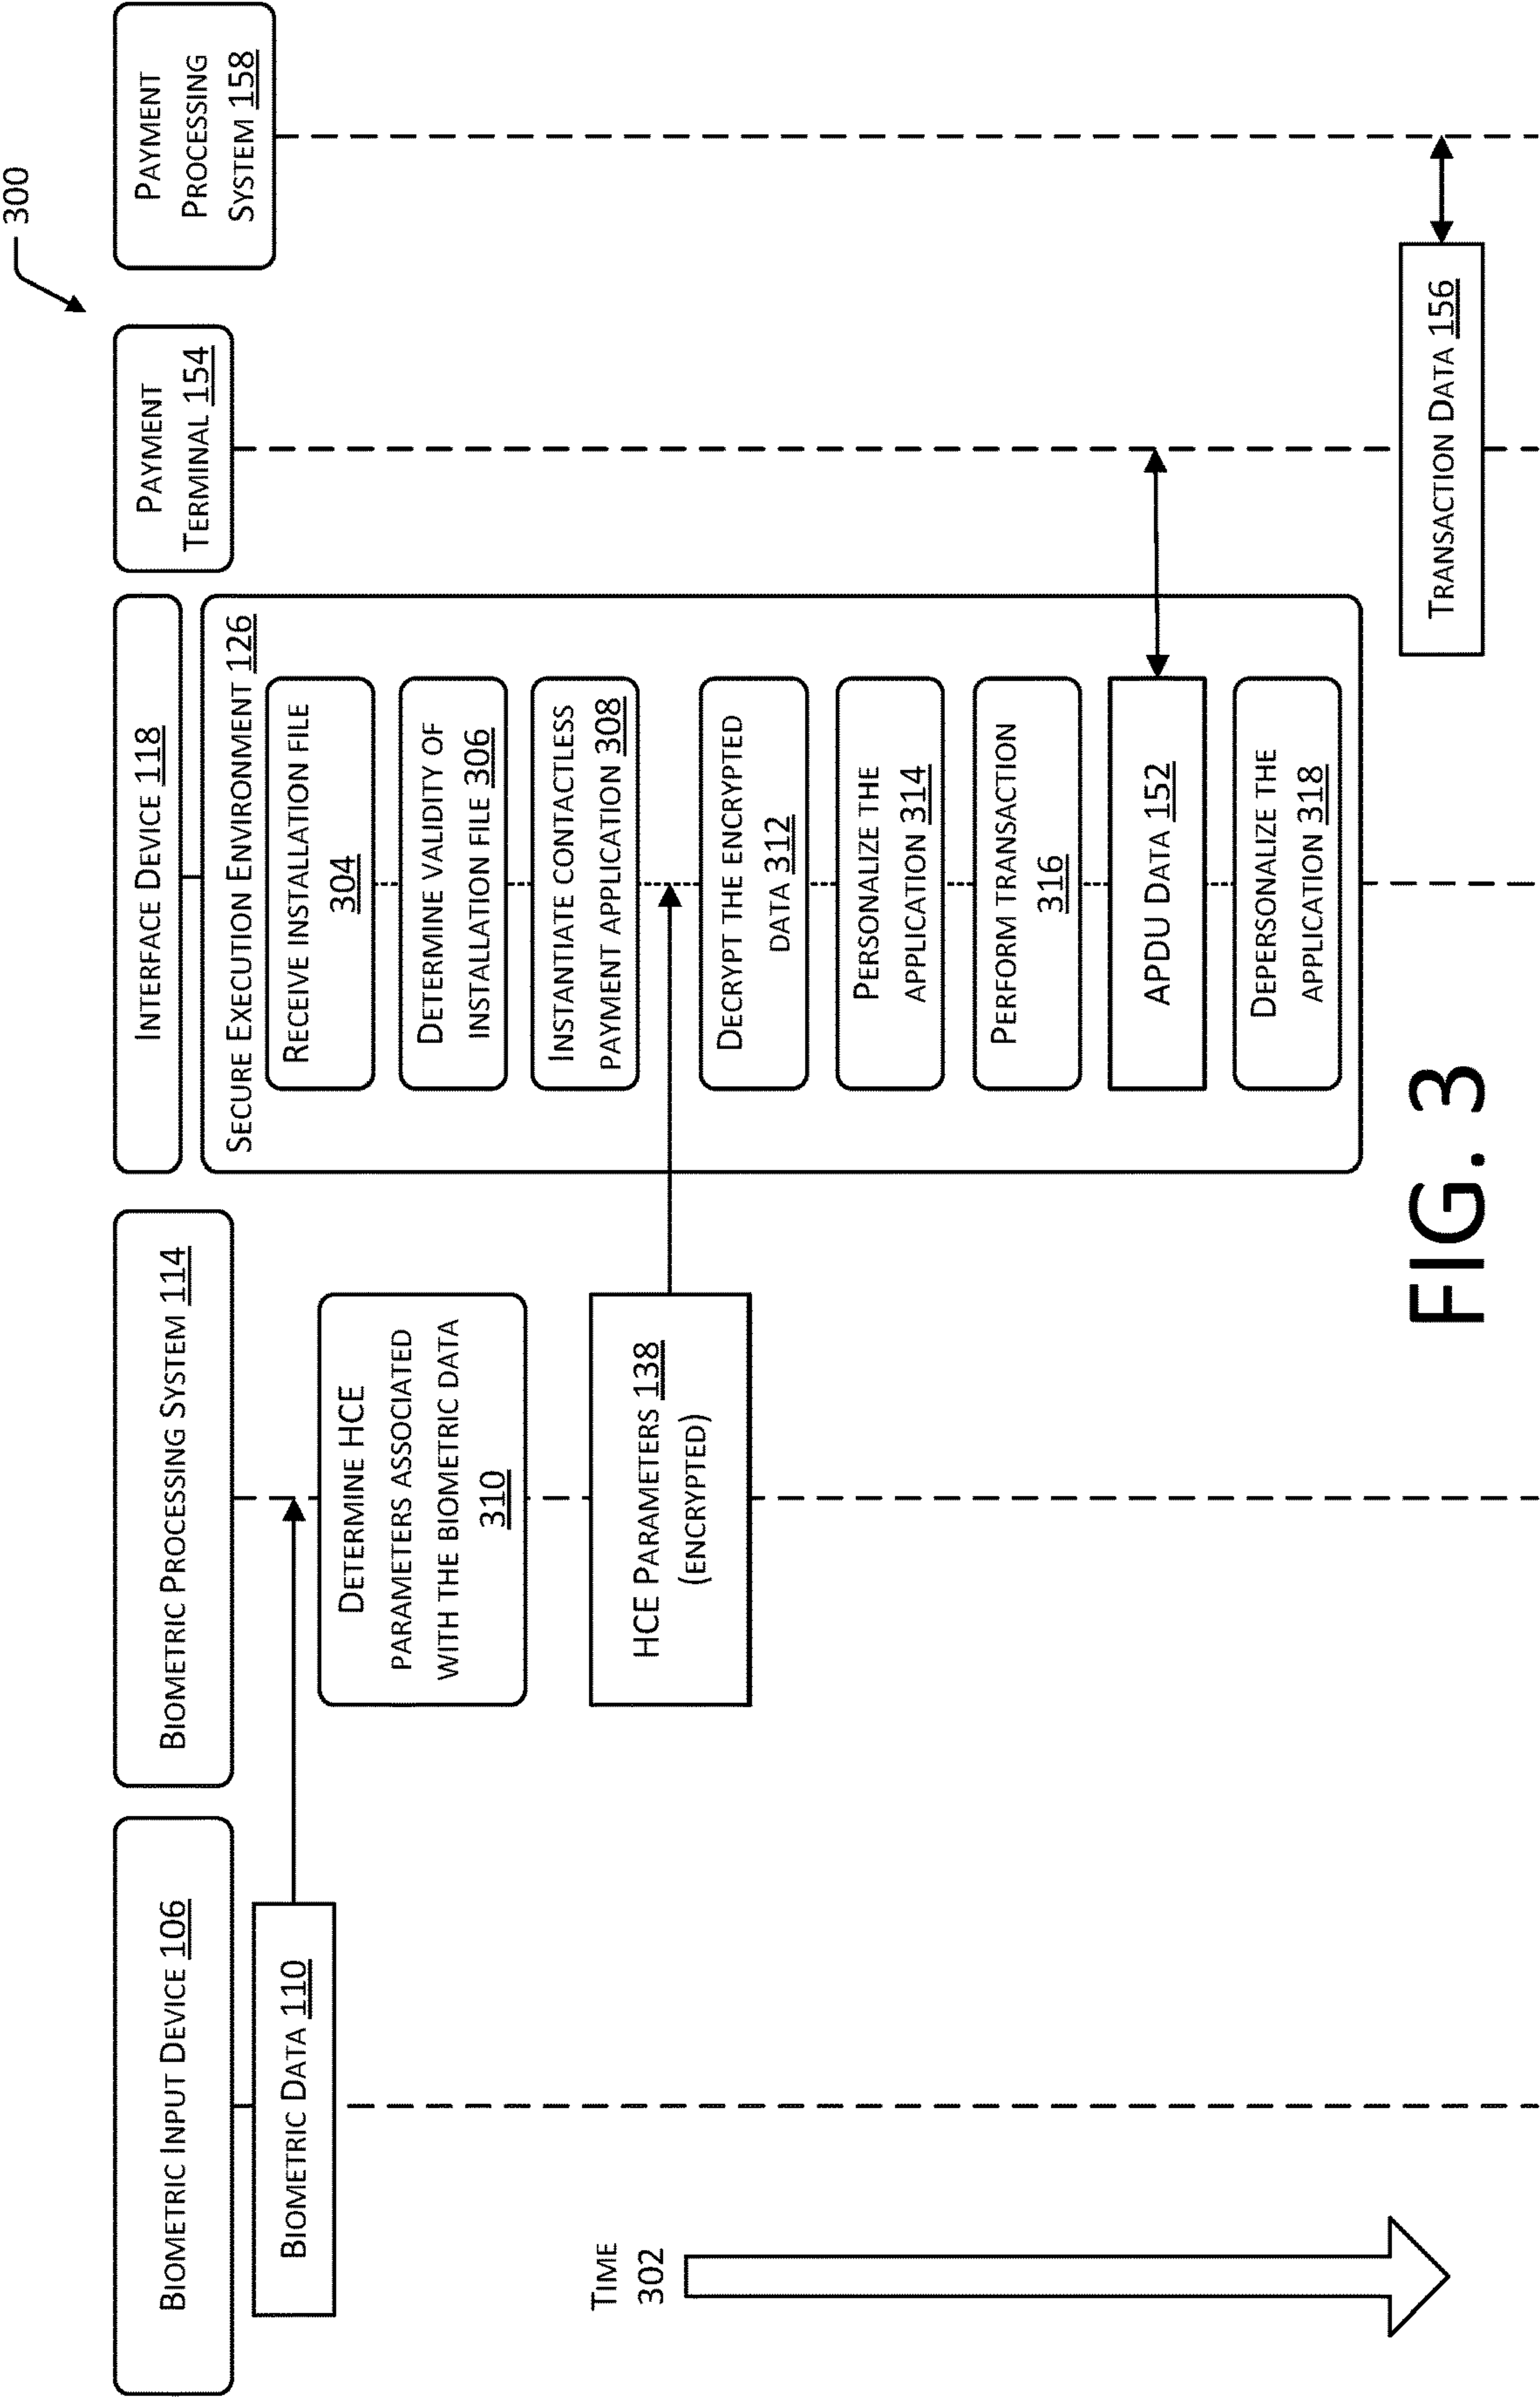 300
BIOMETRIC INPUT DEVICE 106
BIOMETRIC PROCESSING SYSTEM 114
INTERFACE DEVICE 118
PAYMENT
TERMINAL 154
PAYMENT
PROCESSING
SYSTEM 158
BIOMETRIC DATA 110
SECURE EXECUTION ENVIRONMENT 126
RECEIVE INSTALLATION FILE
304
DETERMINE VALIDITY OF
INSTALLATION FILE 306
INSTANTIATE CONTACTLESS
PAYMENT APPLICATION 308
DETERMINE HCE
PARAMETERS ASSOCIATED
WITH THE BIOMETRIC DATA
310
HCE PARAMETERS 138
(ENCRYPTED)
DECRYPT THE ENCRYPTED
DATA 312
PERSONALIZE THE
APPLICATION 314
PERFORM TRANSACTION
316
APDU DATA 152
DEPERSONALIZE THE
APPLICATION 318
TIME
302
TRANSACTION DATA 156
FIG. 3